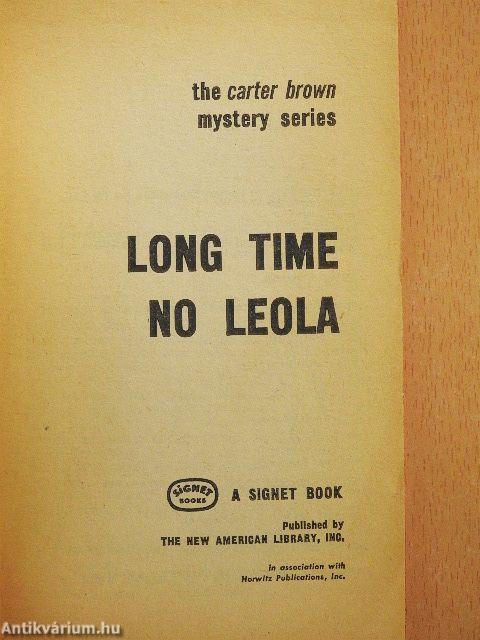 the carter brown
mystery series
LONG TIME
NO LEOLA
SIGNET
BOOKS
A SIGNET BOOK
Published by
THE NEW AMERICAN LIBRARY, INC.
In association with
Horwitz Publications, Inc.
Antikvárium.hu